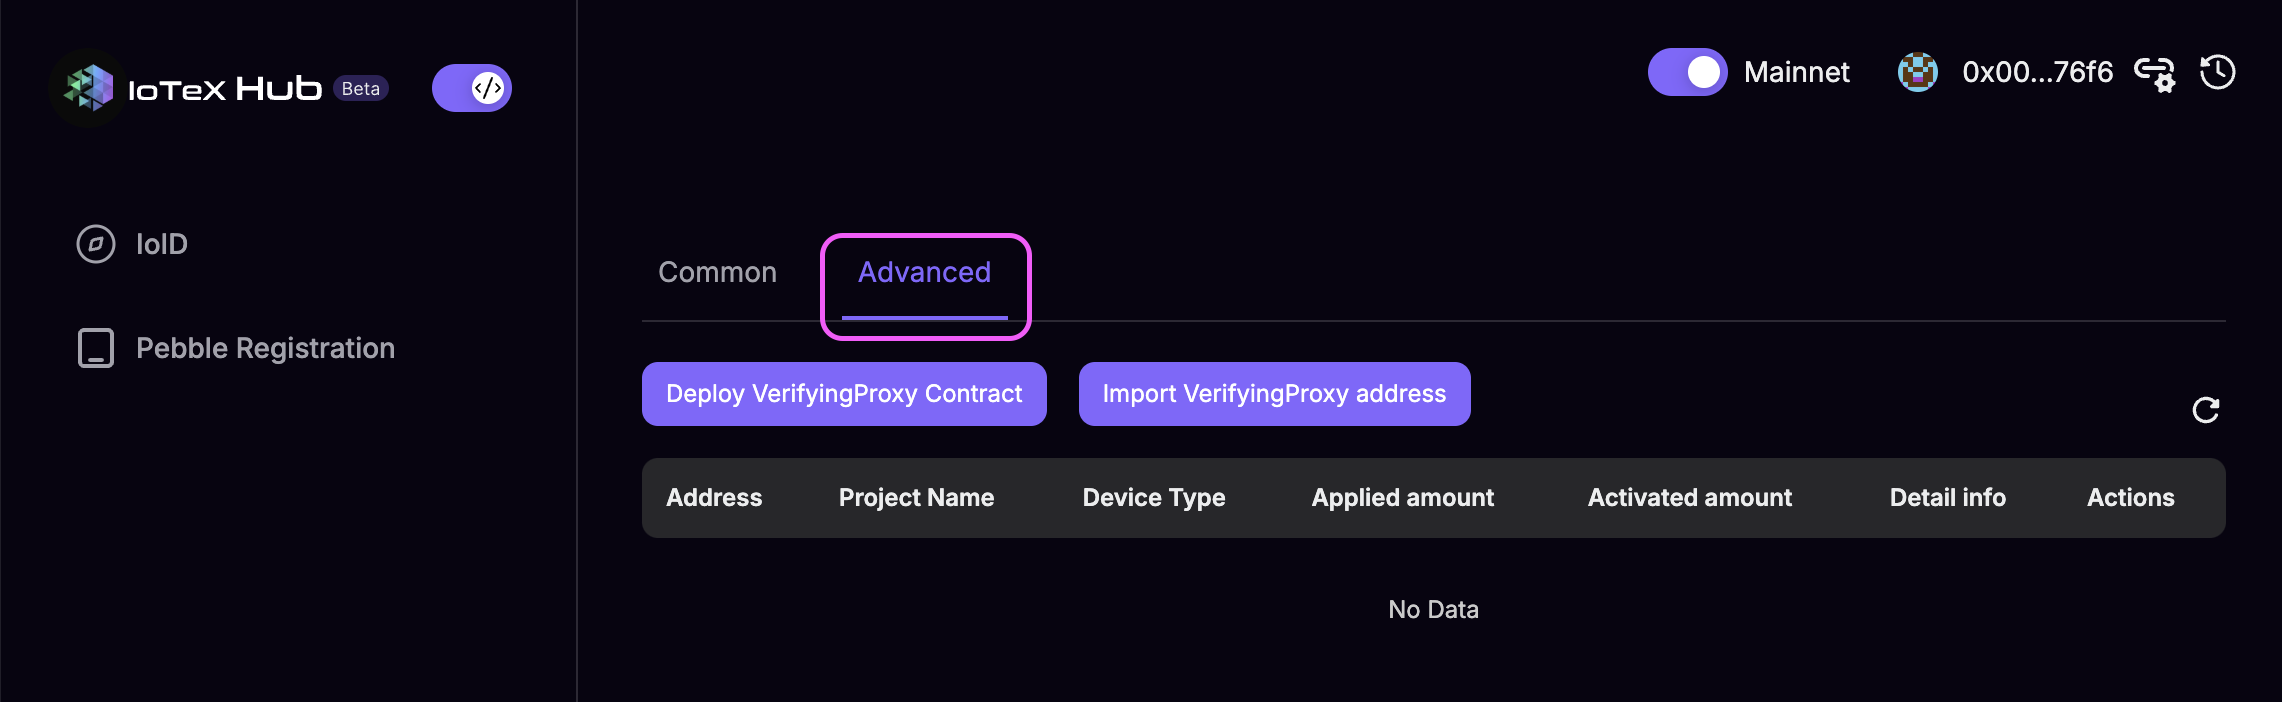 IoTeX Hub Beta </>
Mainnet 0x00...76f6
IoID
Pebble Registration
Common Advanced
Deploy VerifyingProxy Contract Import VerifyingProxy address
Address Project Name Device Type Applied amount Activated amount Detail info Actions
No Data